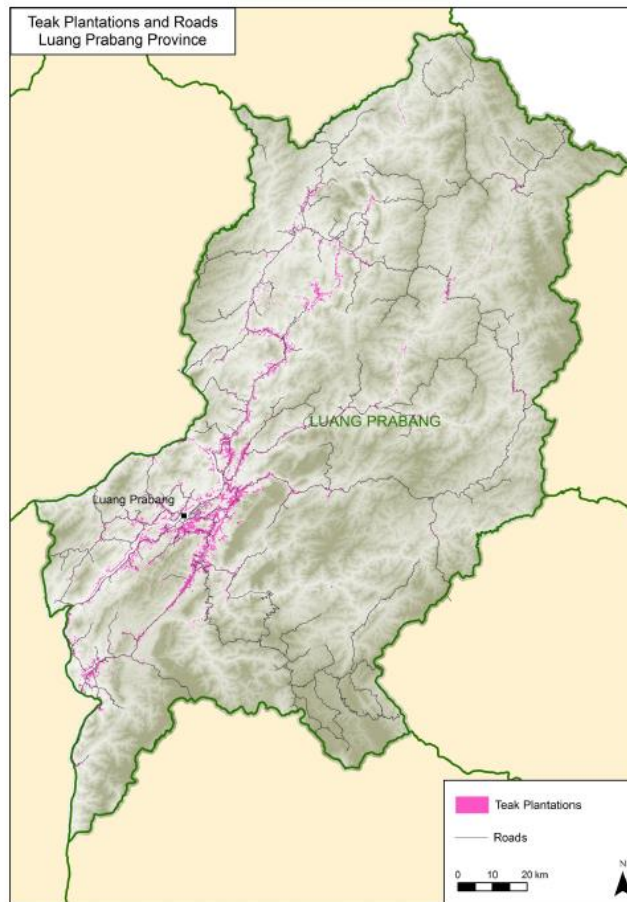 Teak Plantations and Roads
Luang Prabang Province
LUANG PRABANG
Luang Prabang
Teak Plantations
Roads
0 10 20 km
N